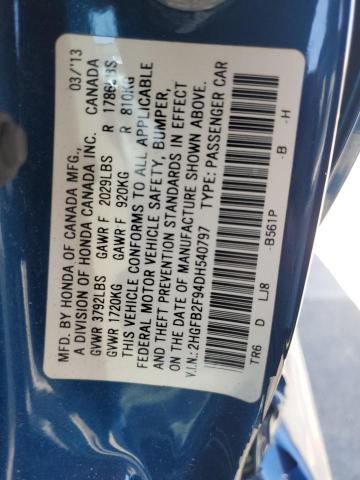 MFD. BY HONDA OF CANADA MFG., 03/'13
A DIVISION OF HONDA CANADA INC. CANADA
GVWR 3792LBS GAWR F 2029LBS R 1786LBS
GVWR 1720KG GAWR F 920KG R 810KG
THIS VEHICLE CONFORMS TO ALL APPLICABLE
FEDERAL MOTOR VEHICLE SAFETY, BUMPER,
AND THEFT PREVENTION STANDARDS IN EFFECT
ON THE DATE OF MANUFACTURE SHOWN ABOVE.
V.I.N.: 2HGFB2F94DH540797 TYPE: PASSENGER CAR
TR6 D LJ8 -B561P -B -H